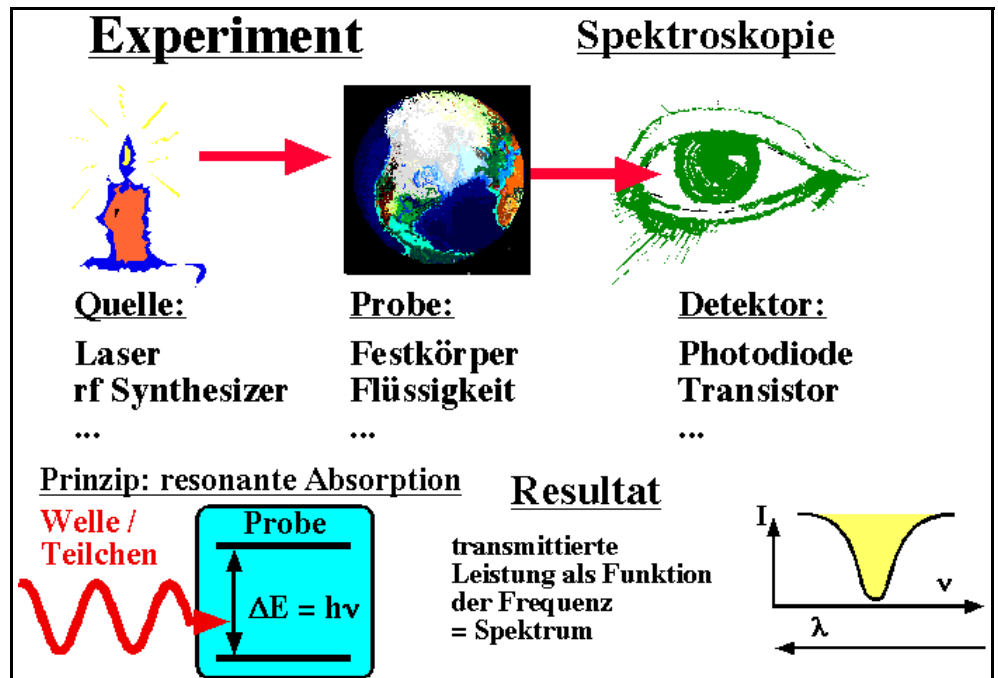 Experiment
Spektroskopie
Quelle:
Laser
rf Synthesizer
...
Probe:
Festkörper
Flüssigkeit
...
Detektor:
Photodiode
Transistor
...
Prinzip: resonante Absorption
Welle /
Teilchen
Probe
ΔE = hν
Resultat
transmittierte
Leistung als Funktion
der Frequenz
= Spektrum
I
ν
λ